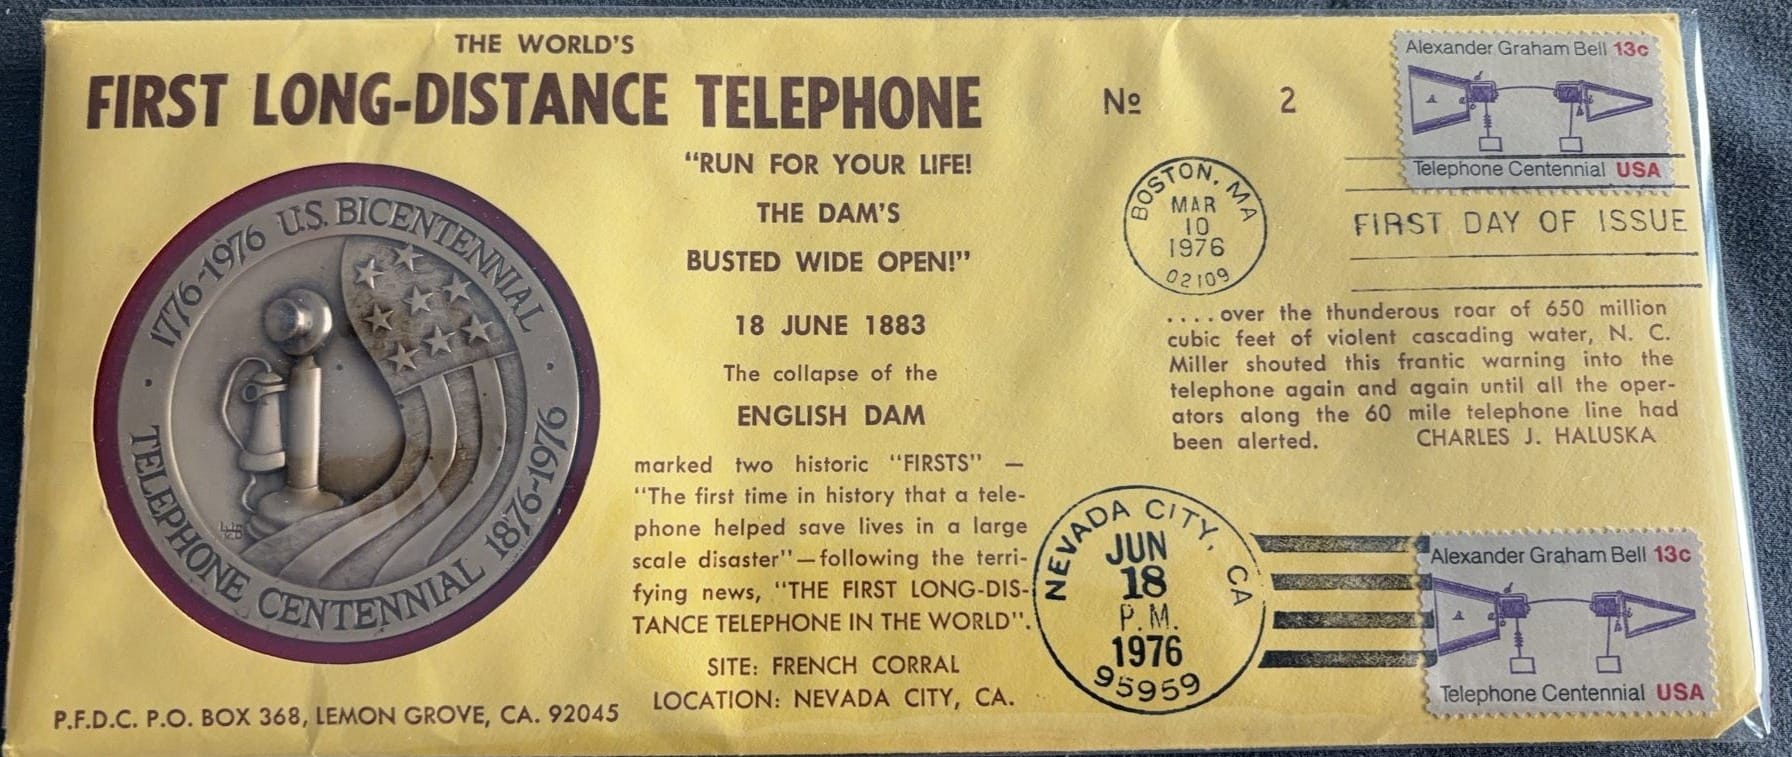 THE WORLD'S
FIRST LONG-DISTANCE TELEPHONE
Nº 2
"RUN FOR YOUR LIFE!
THE DAM'S
BUSTED WIDE OPEN!"
18 JUNE 1883
The collapse of the
ENGLISH DAM
marked two historic "FIRSTS" —
"The first time in history that a tele-
phone helped save lives in a large
scale disaster"—following the terri-
fying news, "THE FIRST LONG-DIS-
TANCE TELEPHONE IN THE WORLD".
SITE: FRENCH CORRAL
LOCATION: NEVADA CITY, CA.
1776-1976 U.S. BICENTENNIAL
TELEPHONE CENTENNIAL 1876-1976
P.F.D.C. P.O. BOX 368, LEMON GROVE, CA. 92045
Alexander Graham Bell 13c
Telephone Centennial USA
BOSTON, MA
MAR
10
1976
02109
FIRST DAY OF ISSUE
....over the thunderous roar of 650 million
cubic feet of violent cascading water, N. C.
Miller shouted this frantic warning into the
telephone again and again until all the oper-
ators along the 60 mile telephone line had
been alerted. CHARLES J. HALUSKA
NEVADA CITY, CA
JUN
18
P.M.
1976
95959
Alexander Graham Bell 13c
Telephone Centennial USA